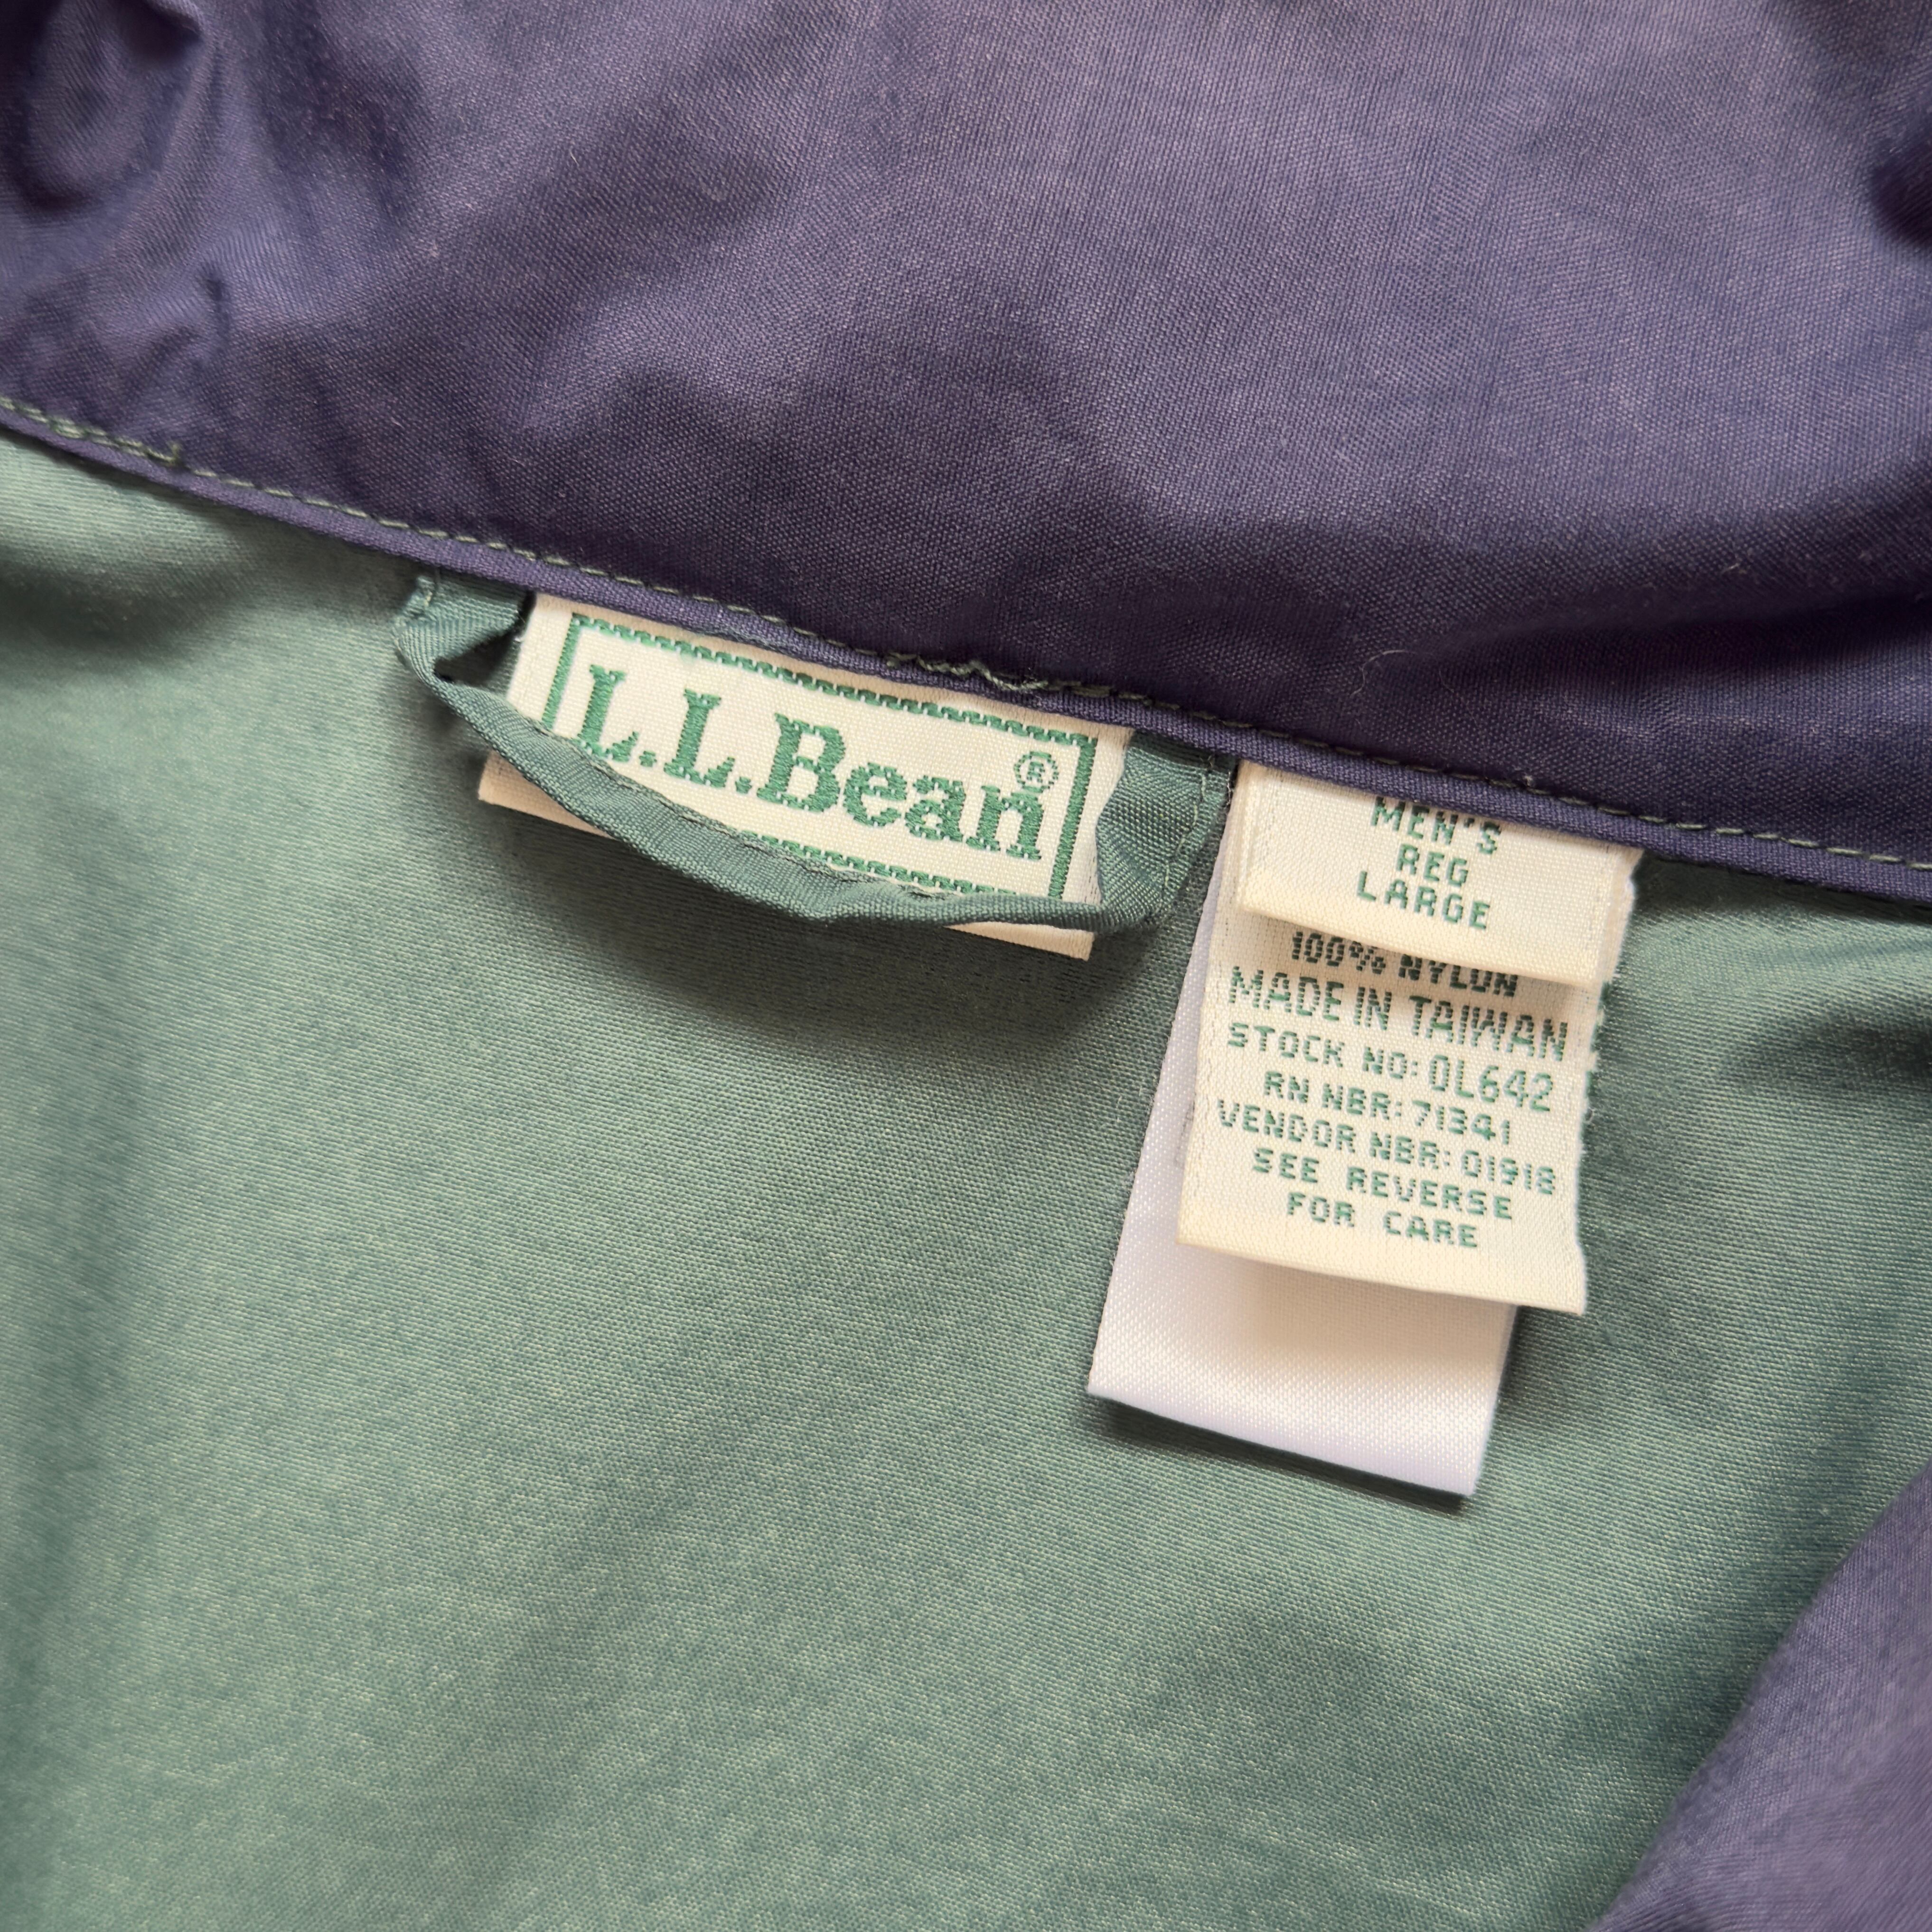 L.L.Bean®
MEN'S
REG
LARGE
100% NYLON
MADE IN TAIWAN
STOCK NO: 0L642
RN NBR: 71341
VENDOR NBR: 01918
SEE REVERSE
FOR CARE